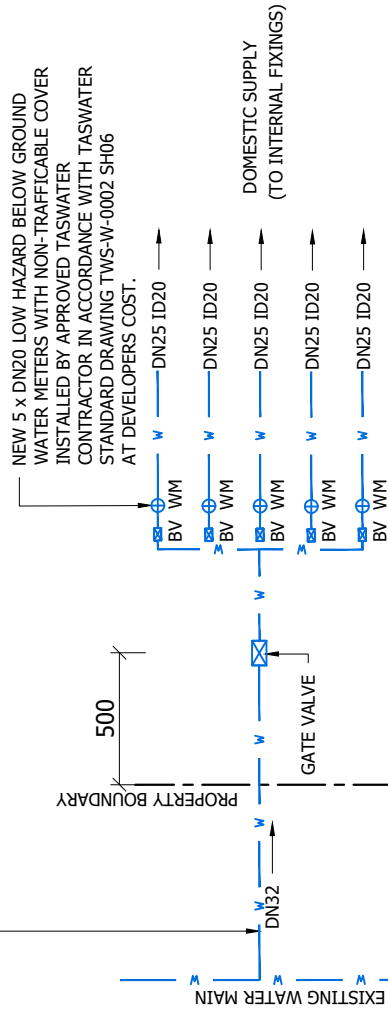 NEW 5 x DN20 LOW HAZARD BELOW GROUND
WATER METERS WITH NON-TRAFFICABLE COVER
INSTALLED BY APPROVED TASWATER
CONTRACTOR IN ACCORDANCE WITH TASWATER
STANDARD DRAWING TWS-W-0002 SH06
AT DEVELOPERS COST.
DOMESTIC SUPPLY
(TO INTERNAL FIXINGS)
BV WM
W
DN25 ID20
BV WM
W
DN25 ID20
BV WM
W
DN25 ID20
BV WM
W
DN25 ID20
BV WM
W
DN25 ID20
W
W
W
500
GATE VALVE
W
PROPERTY BOUNDARY
W
W
DN32
W
W
EXISTING WATER MAIN